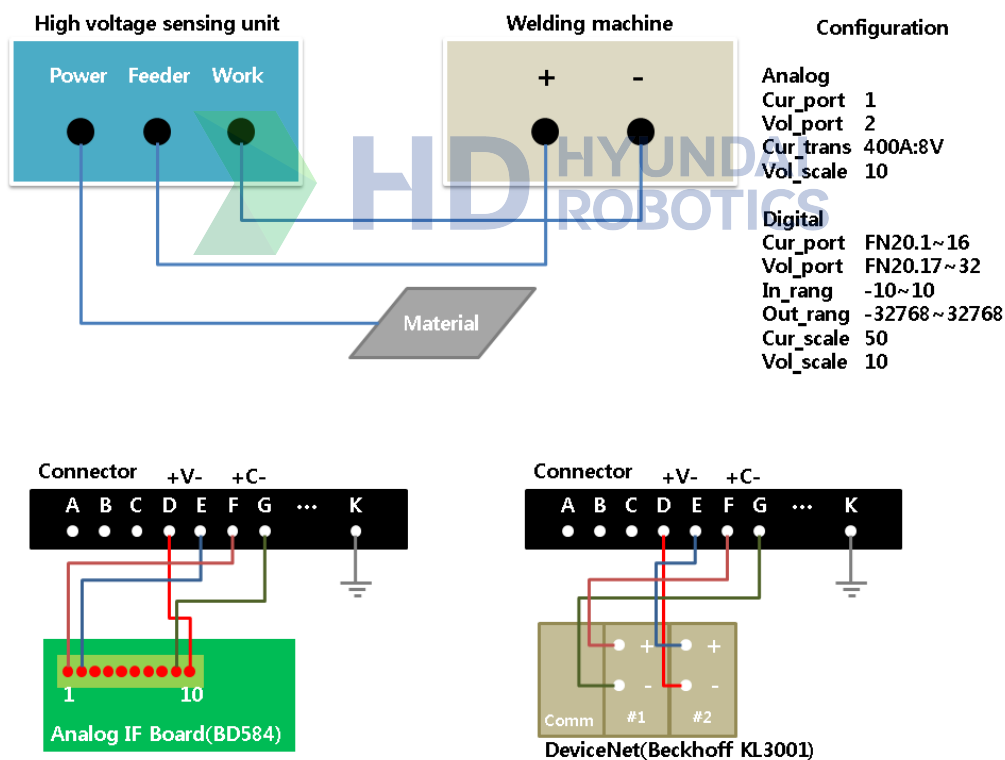 High voltage sensing unit
Power Feeder Work
Welding machine
+ -
Configuration
Analog
Cur_port 1
Vol_port 2
Cur_trans 400A:8V
Vol_scale 10
Digital
Cur_port FN20.1~16
Vol_port FN20.17~32
In_rang -10~10
Out_rang -32768~32768
Cur_scale 50
Vol_scale 10
HD HYUNDAI
ROBOTICS
Material
Connector +V- +C-
A B C D E F G ... K
1 10
Analog IF Board(BD584)
Connector +V- +C-
A B C D E F G ... K
+ +
- -
Comm #1 #2
DeviceNet(Beckhoff KL3001)